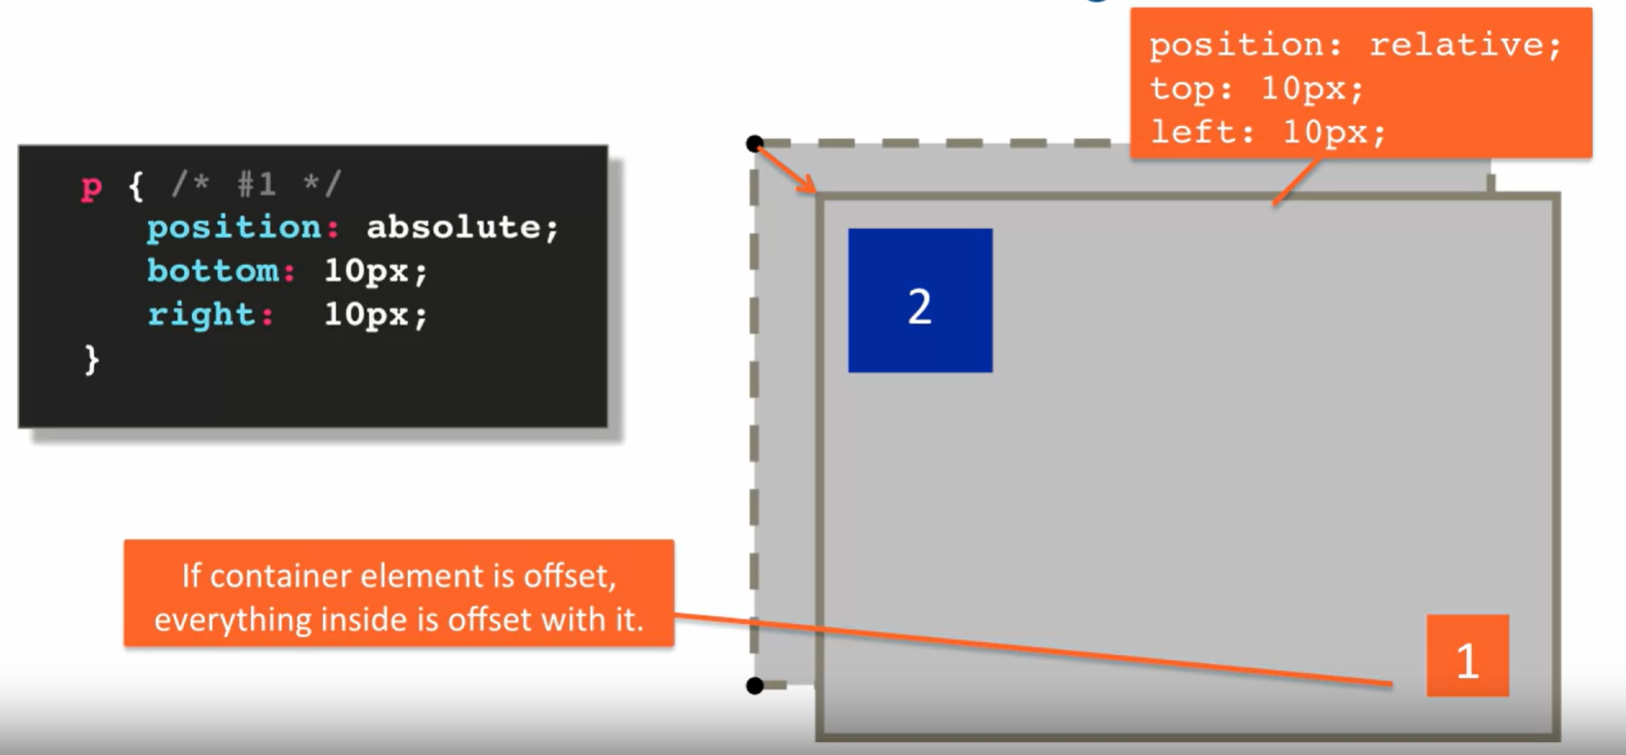 position: relative;
top: 10px;
left: 10px;
p { /* #1 */
position: absolute;
bottom: 10px;
right:  10px;
}
2
If container element is offset,
everything inside is offset with it.
1